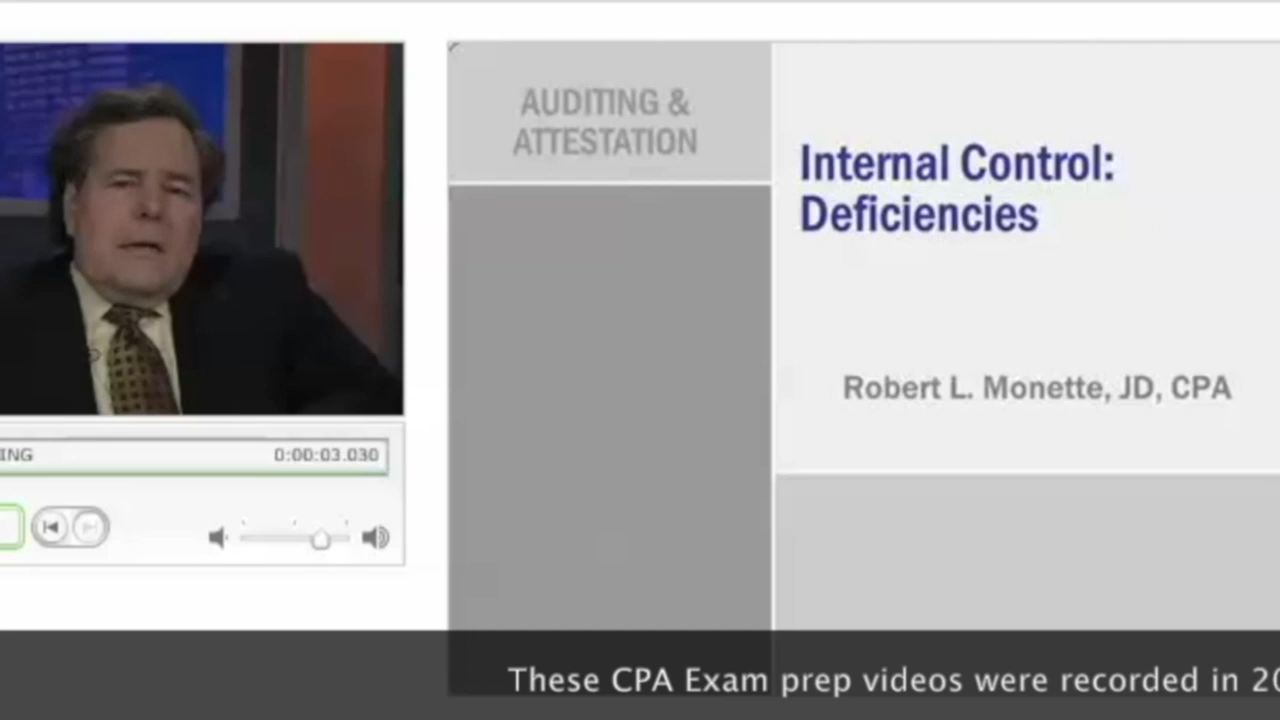 AUDITING &
ATTESTATION
Internal Control:
Deficiencies
Robert L. Monette, JD, CPA
ING
0:00:03.030
These CPA Exam prep videos were recorded in 20